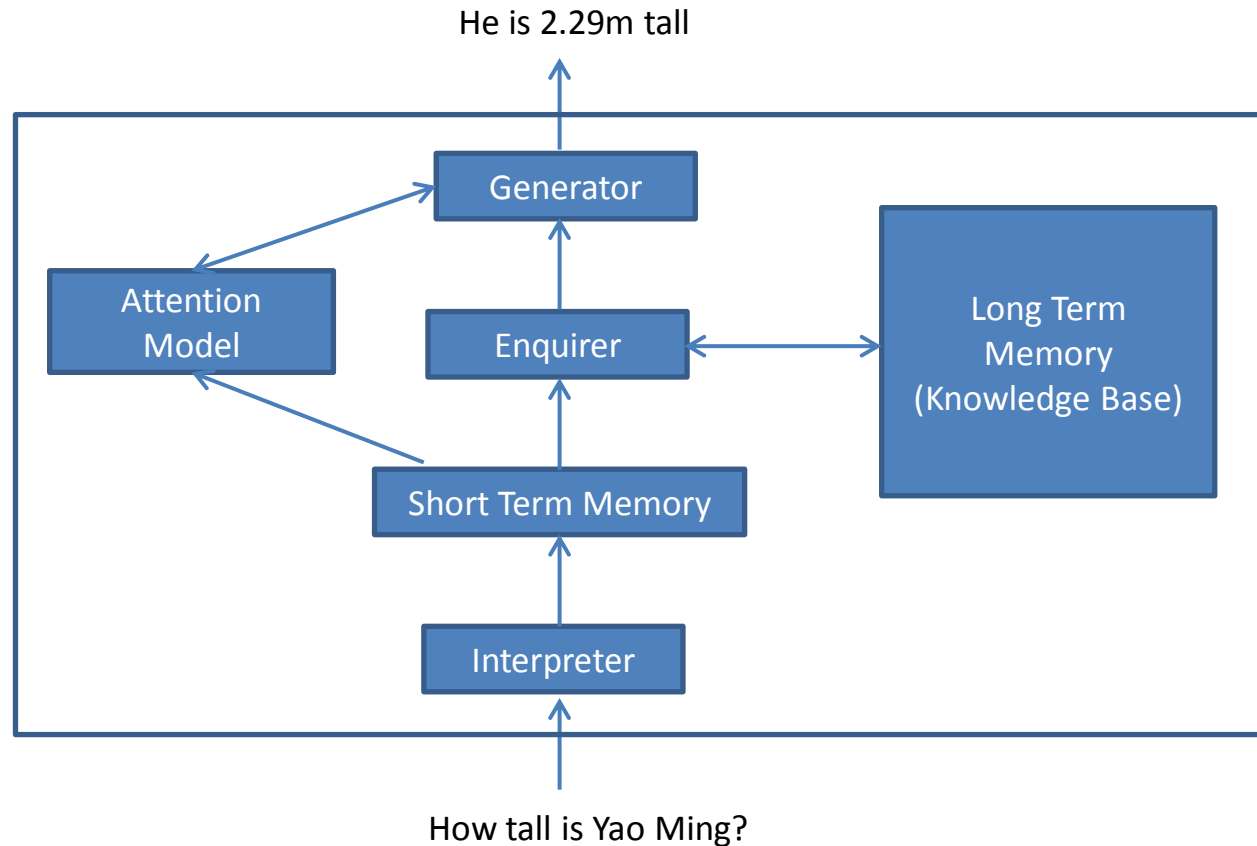 He is 2.29m tall
Generator
Attention
Model
Enquirer
Long Term
Memory
(Knowledge Base)
Short Term Memory
Interpreter
How tall is Yao Ming?